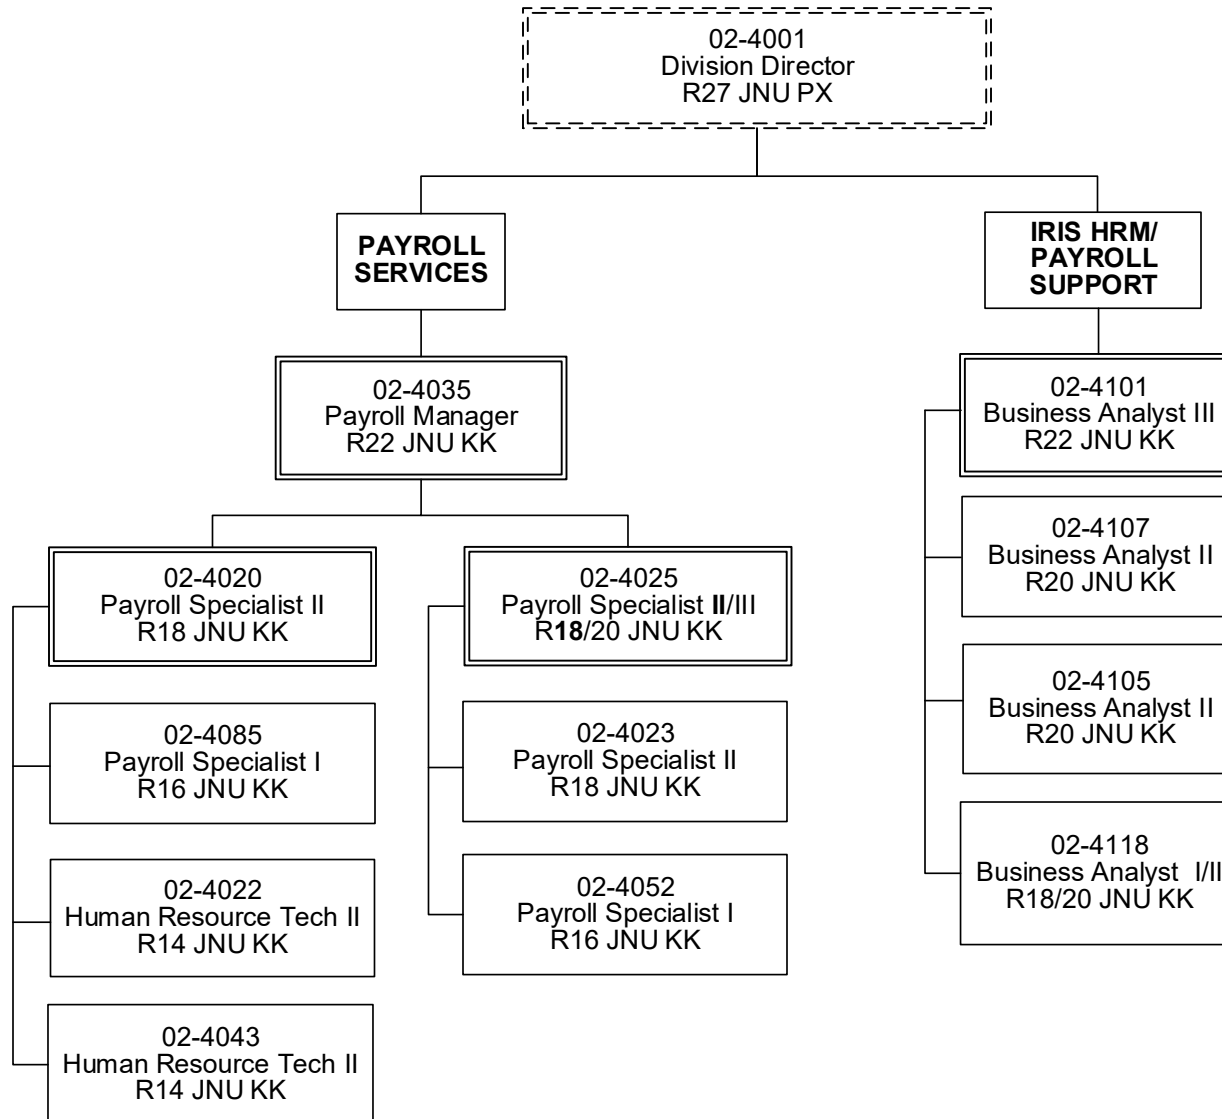 02-4001
Division Director
R27 JNU PX
PAYROLL
SERVICES
IRIS HRM/
PAYROLL
SUPPORT
02-4035
Payroll Manager
R22 JNU KK
02-4101
Business Analyst III
R22 JNU KK
02-4020
Payroll Specialist II
R18 JNU KK
02-4085
Payroll Specialist I
R16 JNU KK
02-4022
Human Resource Tech II
R14 JNU KK
02-4043
Human Resource Tech II
R14 JNU KK
02-4025
Payroll Specialist II/III
R18/20 JNU KK
02-4023
Payroll Specialist II
R18 JNU KK
02-4052
Payroll Specialist I
R16 JNU KK
02-4107
Business Analyst II
R20 JNU KK
02-4105
Business Analyst II
R20 JNU KK
02-4118
Business Analyst  I/II
R18/20 JNU KK